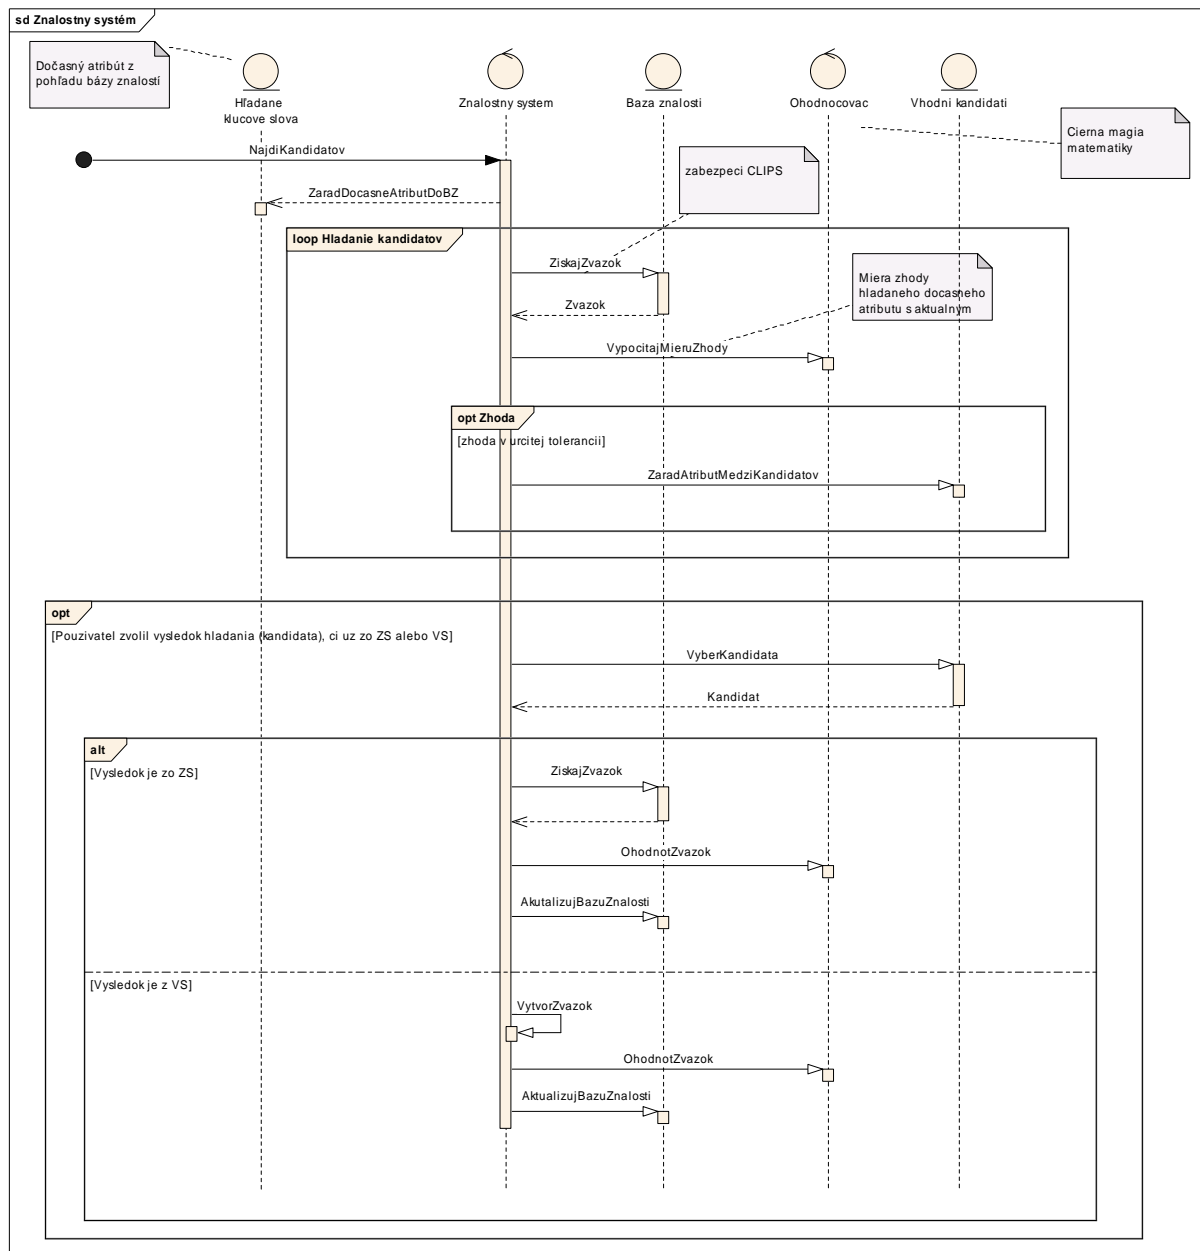 sd Znalostny systém
Dočasný atribút z
pohľadu bázy znalostí
Hľadane
klucove slova
Znalostny system
Baza znalosti
Ohodnocovac
Vhodni kandidati
Cierna magia
matematiky
NajdiKandidatov
zabezpeci CLIPS
ZaradDocasneAtributDoBZ
loop Hladanie kandidatov
ZiskajZvazok
Miera zhody
hladaneho docasneho
atributu s aktualnym
Zvazok
VypocitajMieruZhody
opt Zhoda
[zhoda v urcitej tolerancii]
ZaradAtributMedziKandidatov
opt
[Pouzivatel zvolil vysledok hladania (kandidata), ci uz zo ZS alebo VS]
VyberKandidata
Kandidat
alt
[Vysledok je zo ZS]
ZiskajZvazok
OhodnotZvazok
AkutalizujBazuZnalosti
[Vysledok je z VS]
VytvorZvazok
OhodnotZvazok
AktualizujBazuZnalosti